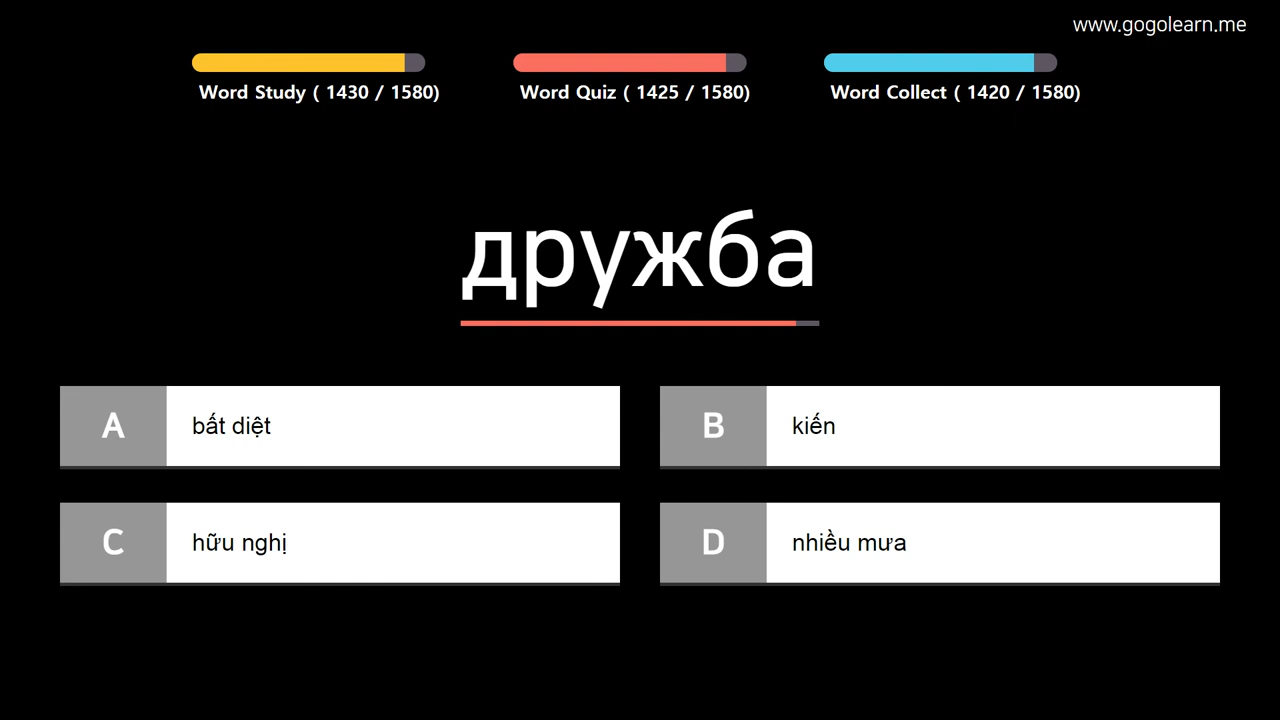 www.gogolearn.me
Word Study ( 1430 / 1580)
Word Quiz ( 1425 / 1580)
Word Collect ( 1420 / 1580)
дружба
A bất diệt
B kiến
C hữu nghị
D nhiều mưa